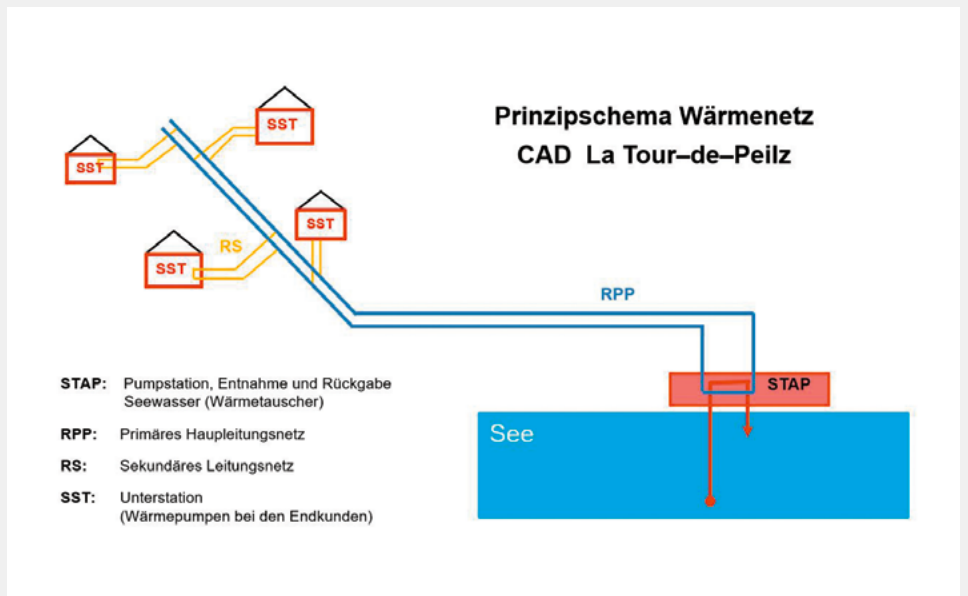 Prinzipschema Wärmenetz
CAD La Tour–de–Peilz
SST
SST
SST
RS
SST
RPP
STAP
See
STAP: Pumpstation, Entnahme und Rückgabe
Seewasser (Wärmetauscher)
RPP: Primäres Haupleitungsnetz
RS: Sekundäres Leitungsnetz
SST: Unterstation
(Wärmepumpen bei den Endkunden)